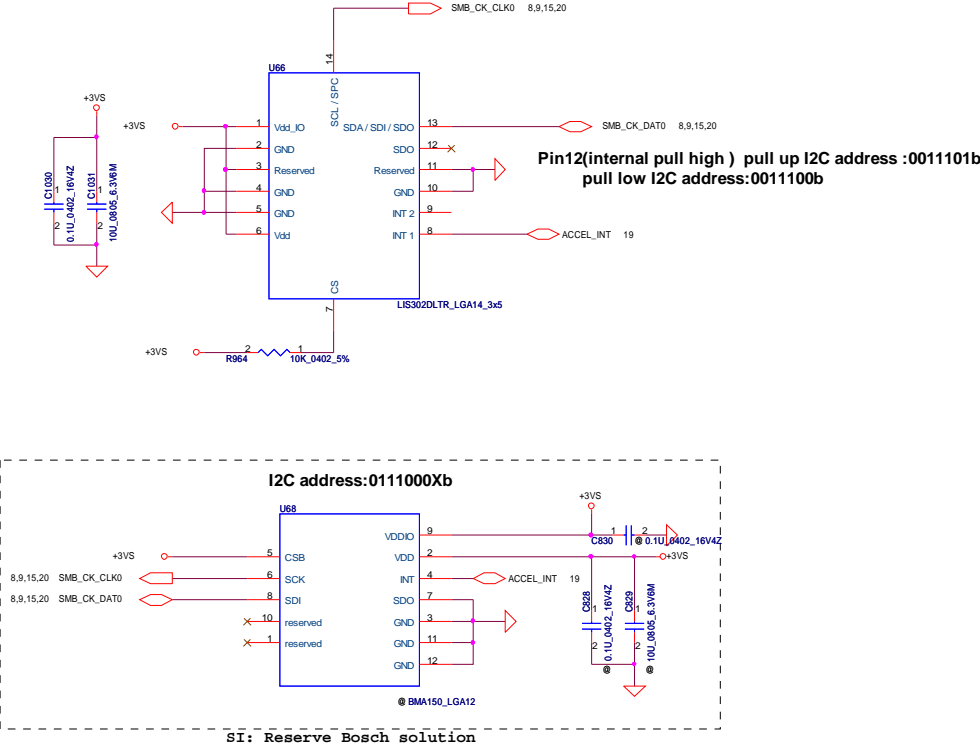 SMB_CK_CLK0 8,9,15,20
14
U66
SCL / SPC
+3VS
+3VS
1 Vdd_IO
SDA / SDI / SDO 13
SMB_CK_DAT0 8,9,15,20
2 GND
SDO 12
3 Reserved
Reserved 11
4 GND
GND 10
5 GND
INT 2 9
6 Vdd
INT 1 8
ACCEL_INT 19
Pin12(internal pull high ) pull up I2C address :0011101b
pull low I2C address:0011100b
C1030
1
2
0.1U_0402_16V4Z
C1031
1
2
10U_0805_6.3V6M
CS
7
LIS302DLTR_LGA14_3x5
+3VS
2
1
R964
10K_0402_5%
I2C address:0111000Xb
U68
+3VS
VDDIO 9
C830
1
2
@ 0.1U_0402_16V4Z
+3VS
5 CSB
VDD 2
+3VS
8,9,15,20 SMB_CK_CLK0
6 SCK
INT 4
ACCEL_INT 19
8,9,15,20 SMB_CK_DAT0
8 SDI
SDO 7
10 reserved
GND 3
1 reserved
GND 11
GND 12
C828
1
2
@ 0.1U_0402_16V4Z
C829
1
2
@ 10U_0805_6.3V6M
@ BMA150_LGA12
SI: Reserve Bosch solution